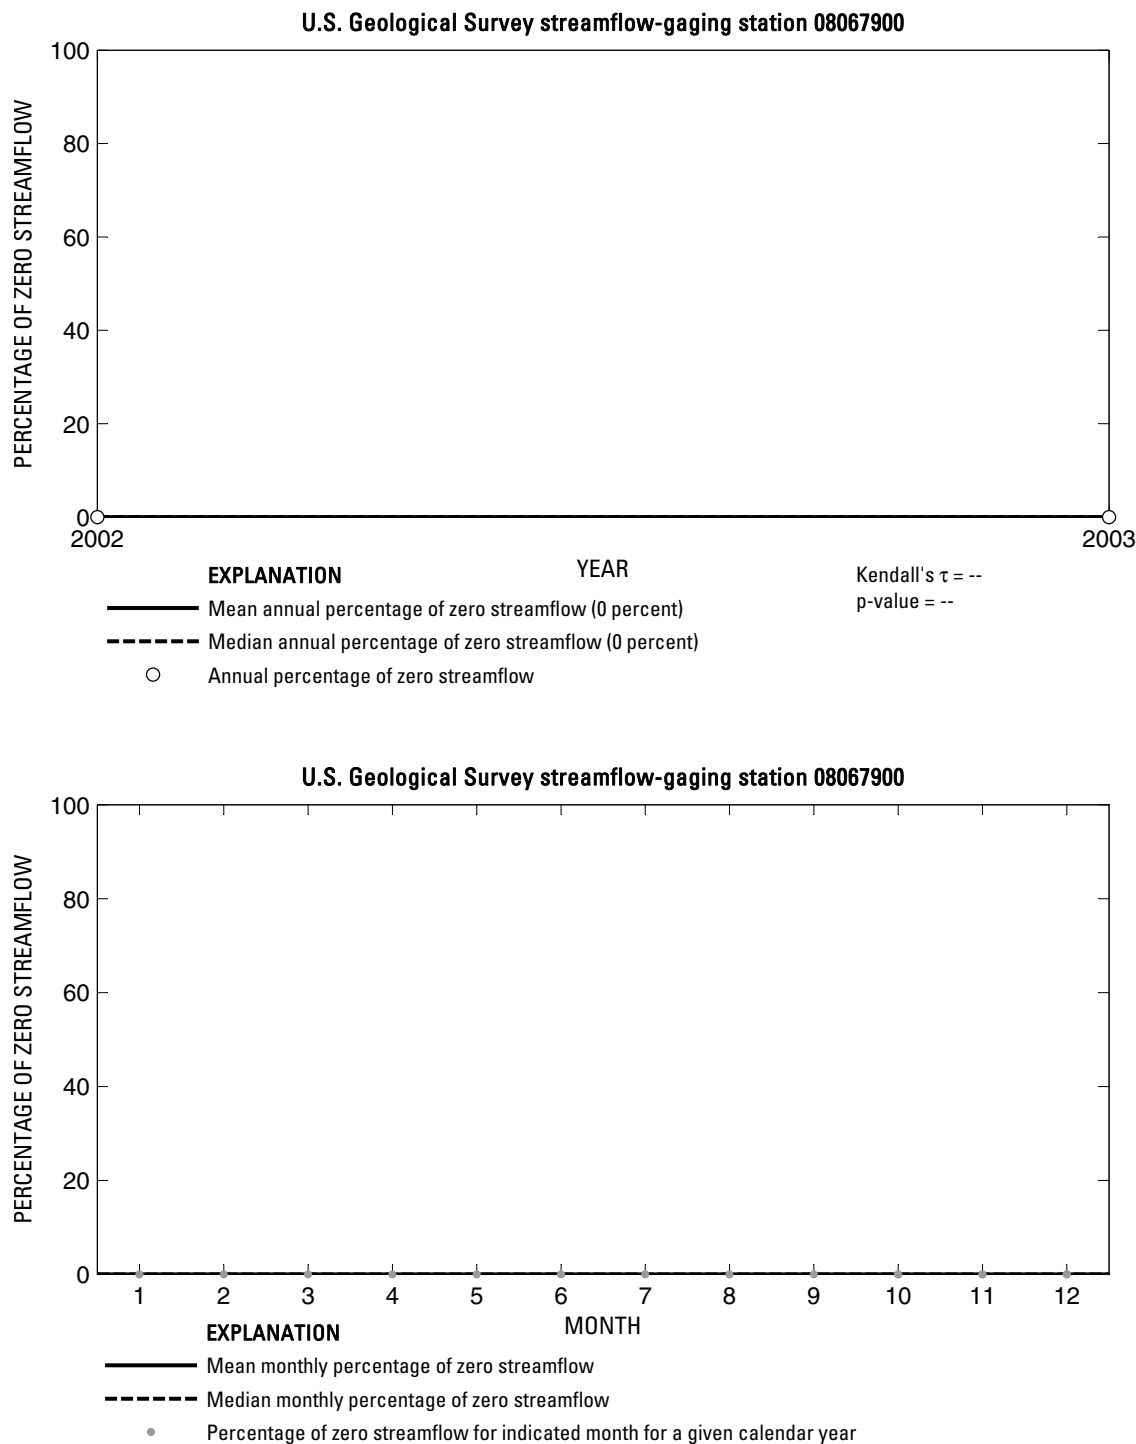 U.S. Geological Survey streamflow-gaging station 08067900
PERCENTAGE OF ZERO STREAMFLOW
100
80
60
40
20
0
2002
2003
YEAR
EXPLANATION
Mean annual percentage of zero streamflow (0 percent)
Median annual percentage of zero streamflow (0 percent)
Annual percentage of zero streamflow
Kendall's τ = --
p-value = --
U.S. Geological Survey streamflow-gaging station 08067900
PERCENTAGE OF ZERO STREAMFLOW
100
80
60
40
20
0
1 2 3 4 5 6 7 8 9 10 11 12
MONTH
EXPLANATION
Mean monthly percentage of zero streamflow
Median monthly percentage of zero streamflow
Percentage of zero streamflow for indicated month for a given calendar year